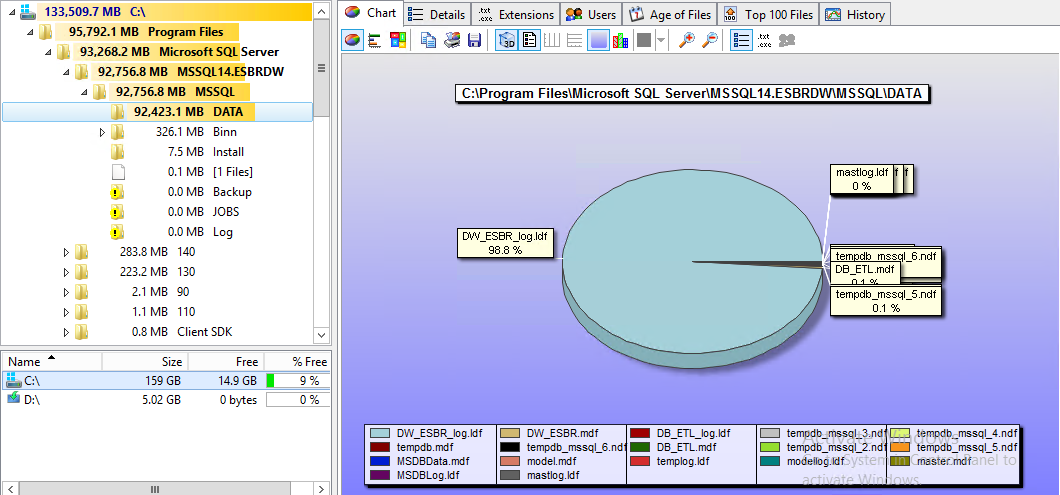 133,509.7 MB C:\
95,792.1 MB Program Files
93,268.2 MB Microsoft SQL Server
92,756.8 MB MSSQL14.ESBRDW
92,756.8 MB MSSQL
92,423.1 MB DATA
326.1 MB Binn
7.5 MB Install
0.1 MB [1 Files]
0.0 MB Backup
0.0 MB JOBS
0.0 MB Log
283.8 MB 140
223.2 MB 130
2.1 MB 90
1.1 MB 110
0.8 MB Client SDK
Name Size Free % Free
C:\ 159 GB 14.9 GB 9 %
D:\ 5.02 GB 0 bytes 0 %
Chart Details Extensions Users Age of Files Top 100 Files History
3D
.txt
.exe
C:\Program Files\Microsoft SQL Server\MSSQL14.ESBRDW\MSSQL\DATA
mastlog.ldf
0 %
DW_ESBR_log.ldf
98.8 %
tempdb_mssql_6.ndf
DB_ETL.mdf
0.1 %
tempdb_mssql_5.ndf
0.1 %
DW_ESBR_log.ldf DW_ESBR.mdf DB_ETL_log.ldf tempdb_mssql_3.ndf tempdb_mssql_4.ndf
tempdb.mdf tempdb_mssql_6.ndf DB_ETL.mdf tempdb_mssql_2.ndf tempdb_mssql_5.ndf
MSDBData.mdf model.mdf templog.ldf modellog.ldf master.mdf
MSDBLog.ldf mastlog.ldf
Activate Windows
Go to System in Control Panel to
activate Windows.